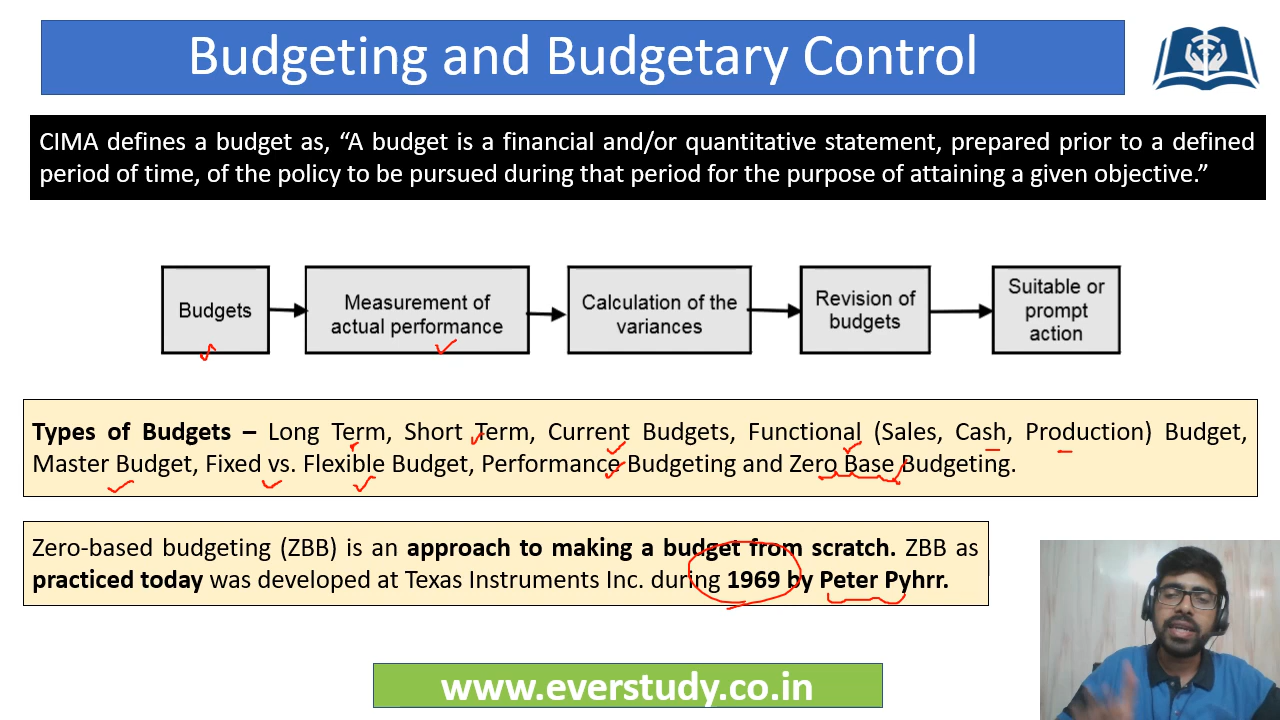 Budgeting and Budgetary Control
CIMA defines a budget as, “A budget is a financial and/or quantitative statement, prepared prior to a defined
period of time, of the policy to be pursued during that period for the purpose of attaining a given objective.”
Budgets
Measurement of
actual performance
Calculation of the
variances
Revision of
budgets
Suitable or
prompt
action
Types of Budgets – Long Term, Short Term, Current Budgets, Functional (Sales, Cash, Production) Budget,
Master Budget, Fixed vs. Flexible Budget, Performance Budgeting and Zero Base Budgeting.
Zero-based budgeting (ZBB) is an approach to making a budget from scratch. ZBB as
practiced today was developed at Texas Instruments Inc. during 1969 by Peter Pyhrr.
www.everstudy.co.in